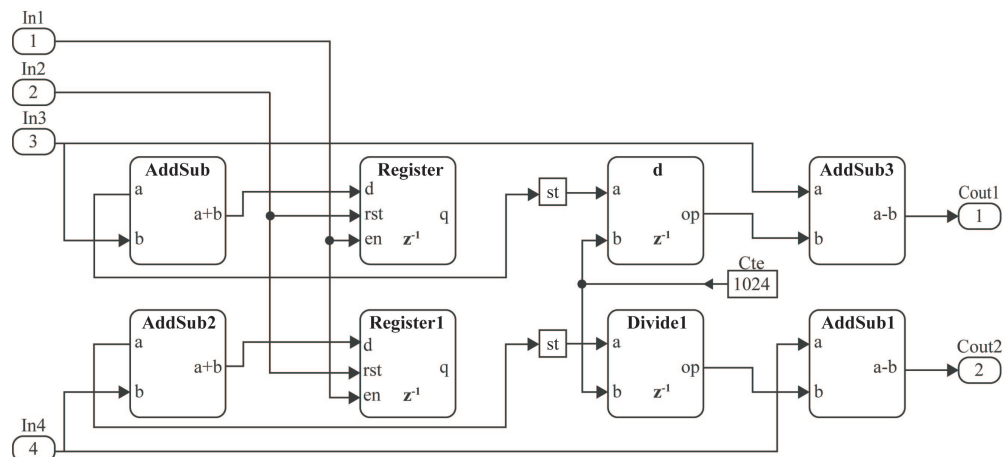 In1
1
In2
2
In3
3
AddSub
a
a+b
b
Register
d
rst
q
en
z⁻¹
st
d
a
op
b
z⁻¹
AddSub3
a
a-b
b
Cout1
1
Cte
1024
AddSub2
a
a+b
b
Register1
d
rst
q
en
z⁻¹
st
Divide1
a
op
b
z⁻¹
AddSub1
a
a-b
b
Cout2
2
In4
4